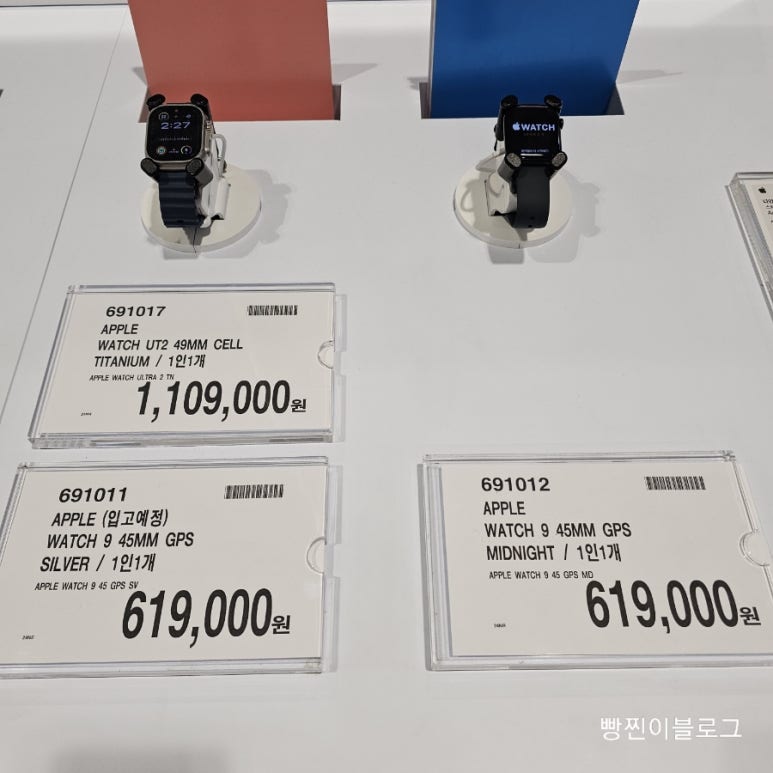 2:27
WATCH
691017
APPLE
WATCH UT2 49MM CELL
TITANIUM / 1인1개
APPLE WATCH ULTRA 2 TN
1,109,000원
691011
APPLE (입고예정)
WATCH 9 45MM GPS
SILVER / 1인1개
APPLE WATCH 9 45 GPS SV
619,000원
691012
APPLE
WATCH 9 45MM GPS
MIDNIGHT / 1인1개
APPLE WATCH 9 45 GPS MD
619,000원
빵찐이블로그